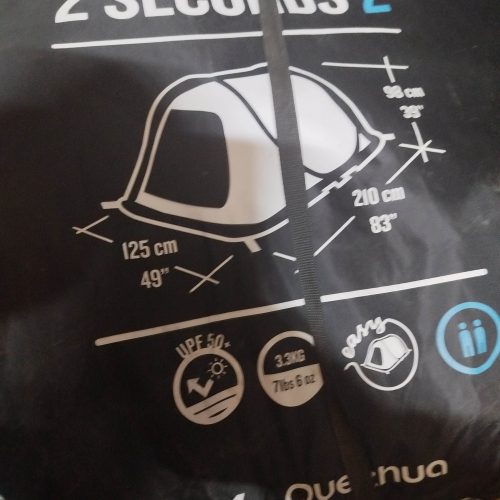 2 SECONDS 2
98 cm
39"
210 cm
83"
125 cm
49"
UPF 50+
3.3KG
7lbs 6 oz
easy
Quechua